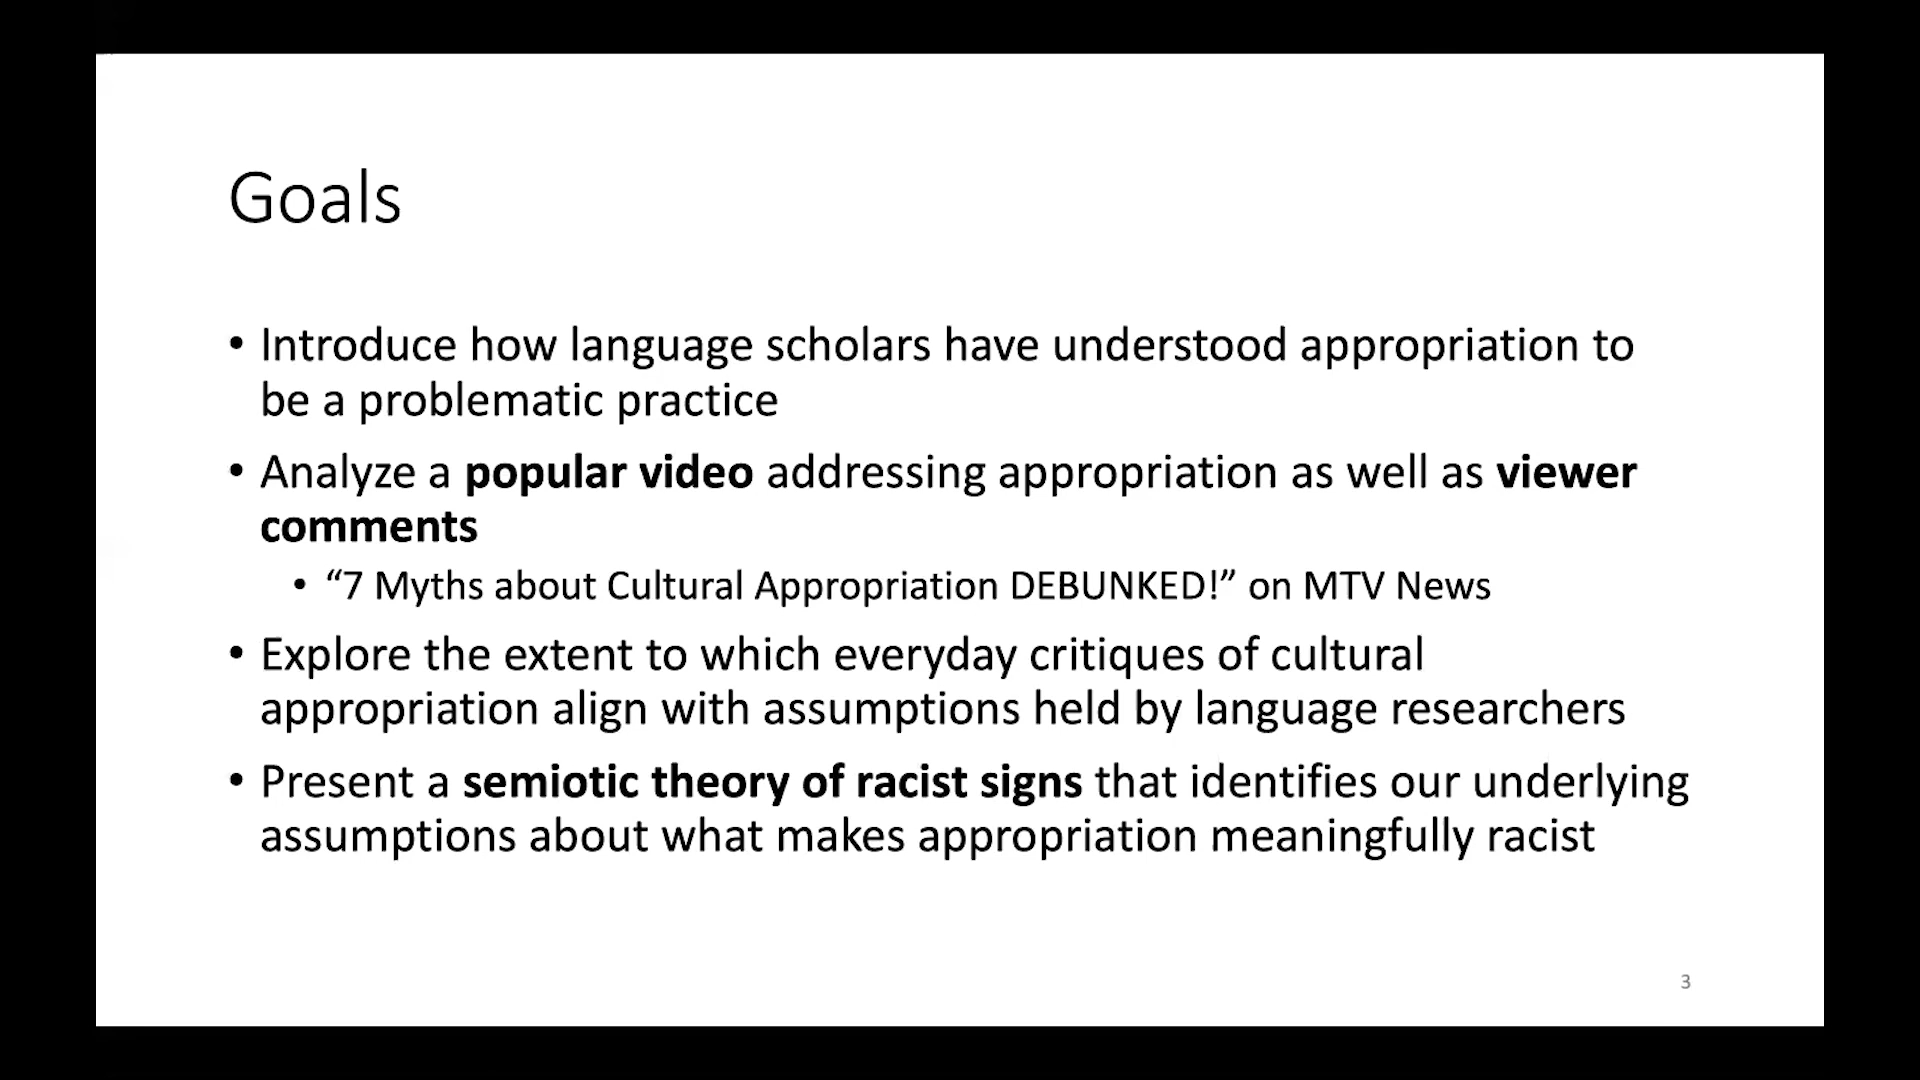 Goals
• Introduce how language scholars have understood appropriation to
be a problematic practice
• Analyze a popular video addressing appropriation as well as viewer
comments
• “7 Myths about Cultural Appropriation DEBUNKED!” on MTV News
• Explore the extent to which everyday critiques of cultural
appropriation align with assumptions held by language researchers
• Present a semiotic theory of racist signs that identifies our underlying
assumptions about what makes appropriation meaningfully racist
3